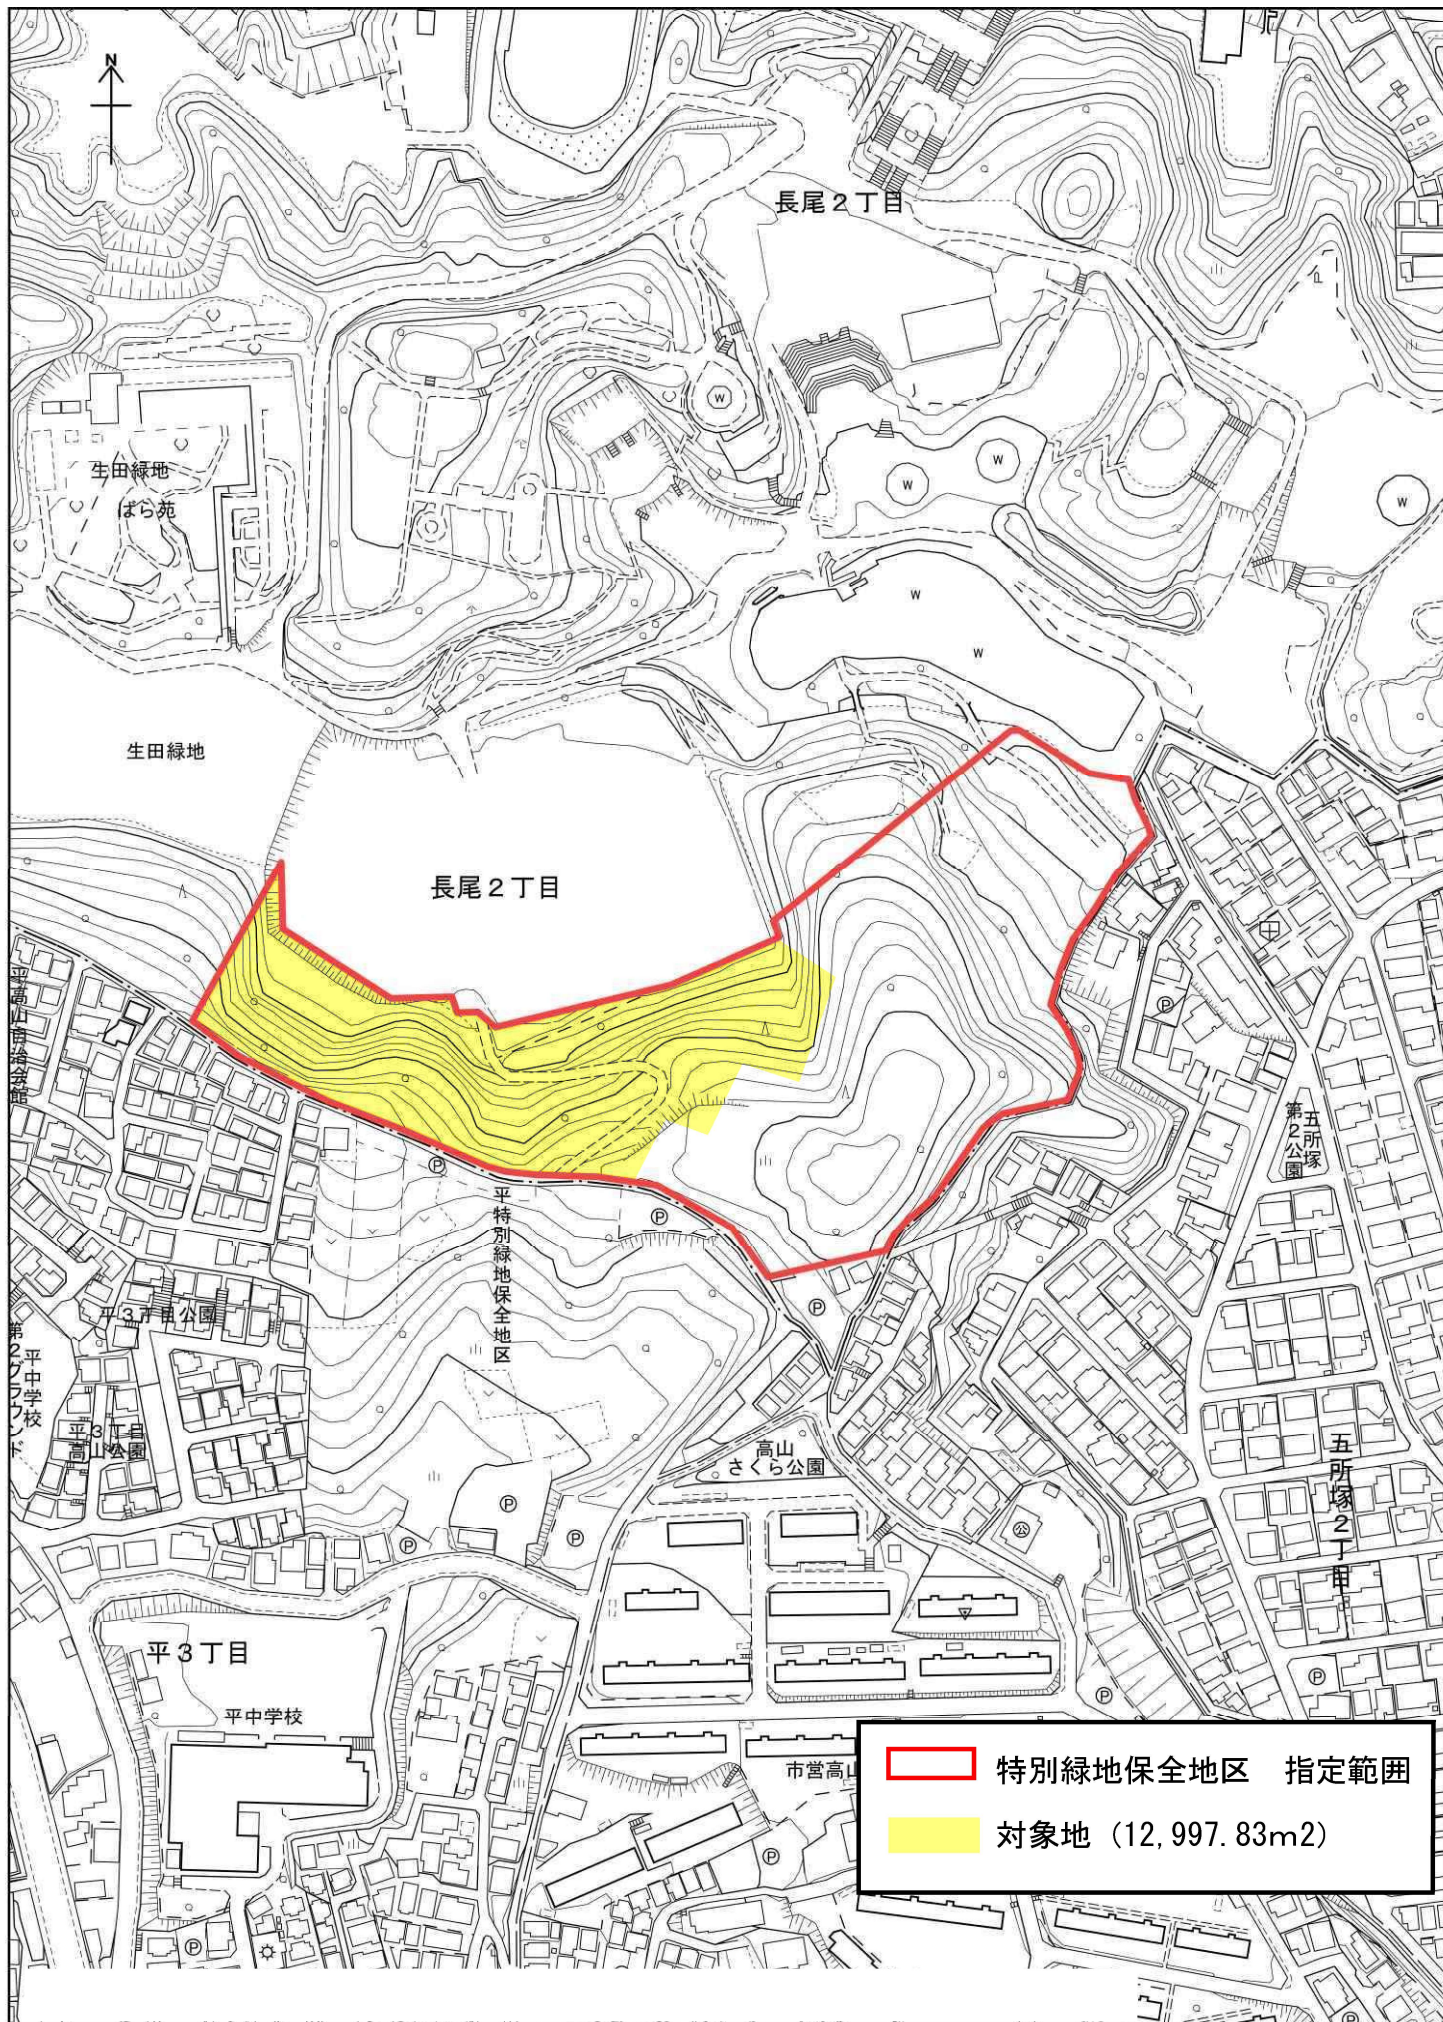 N
長尾２丁目
W
W
W
W
生田緑地
ばら苑
W
W
生田緑地
長尾２丁目
平高山自治会館
P
五所塚
第２公園
P
平特別緑地保全地区
P
P
平３丁目公園
平中学校
第２グラウンド
平３丁目
高山公園
高山
さくら公園
五所塚２丁目
P
P
P
公
平３丁目
平中学校
P
P
市営高山
P
P
P
特別緑地保全地区　指定範囲
対象地（12,997.83m2）